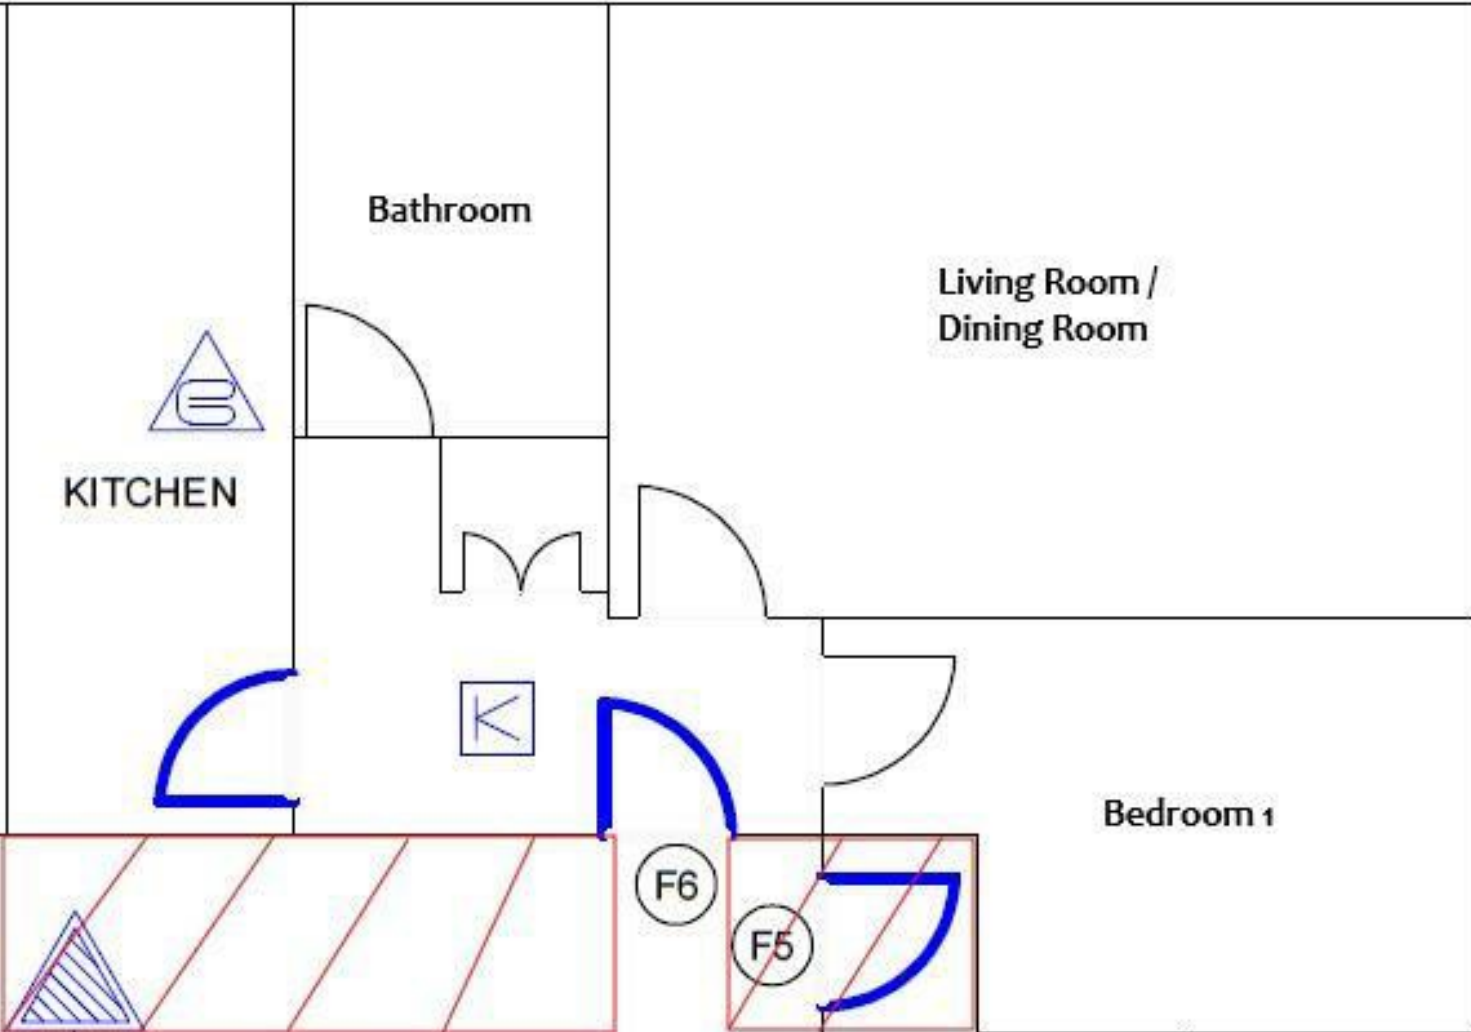 Bathroom
Living Room /
Dining Room
KITCHEN
K
Bedroom 1
F6
F5